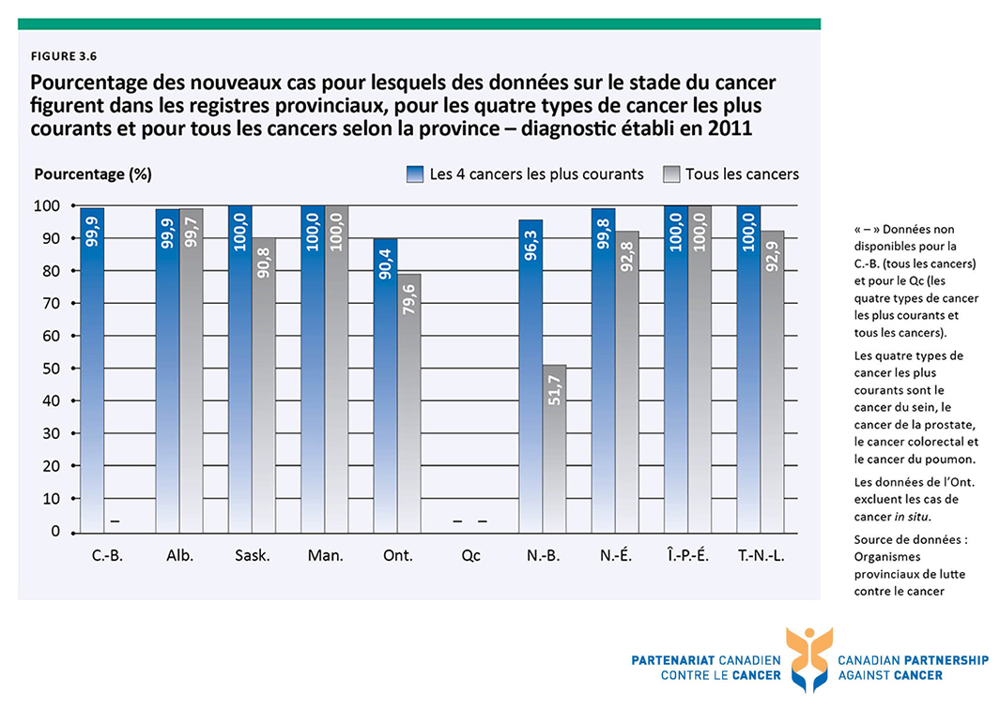 FIGURE 3.6
Pourcentage des nouveaux cas pour lesquels des données sur le stade du cancer
figurent dans les registres provinciaux, pour les quatre types de cancer les plus
courants et pour tous les cancers selon la province – diagnostic établi en 2011
Pourcentage (%)
Les 4 cancers les plus courants
Tous les cancers
100
90
80
70
60
50
40
30
20
10
0
99,9
–
99,9
99,7
100,0
90,8
100,0
100,0
90,4
79,6
–
–
96,3
51,7
99,8
92,8
100,0
100,0
100,0
92,9
C.-B.
Alb.
Sask.
Man.
Ont.
Qc
N.-B.
N.-É.
Î.-P.-É.
T.-N.-L.
« – » Données non
disponibles pour la
C.-B. (tous les cancers)
et pour le Qc (les
quatre types de cancer
les plus courants et
tous les cancers).
Les quatre types de
cancer les plus
courants sont le
cancer du sein, le
cancer de la prostate,
le cancer colorectal et
le cancer du poumon.
Les données de l’Ont.
excluent les cas de
cancer in situ.
Source de données :
Organismes
provinciaux de lutte
contre le cancer
PARTENARIAT CANADIEN
CONTRE LE CANCER
CANADIAN PARTNERSHIP
AGAINST CANCER